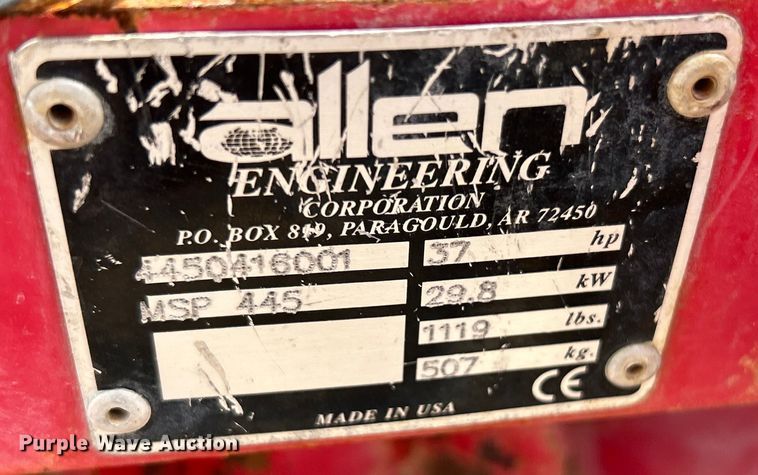 allen
ENGINEERING
CORPORATION
P.O. BOX 819, PARAGOULD, AR 72450
4450416001 37 hp
MSP 445 29.8 kW
1119 lbs.
507 kg.
CE
MADE IN USA
Purple Wave Auction